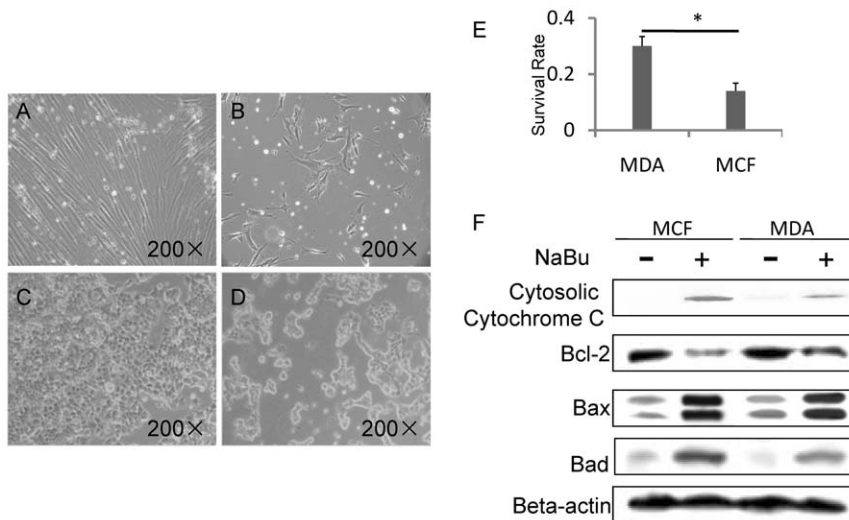 A
200×
B
200×
C
200×
D
200×
E
Survival Rate
0.4
0.2
0
*
MDA
MCF
F
MCF
MDA
NaBu
- + - +
Cytosolic
Cytochrome C
Bcl-2
Bax
Bad
Beta-actin